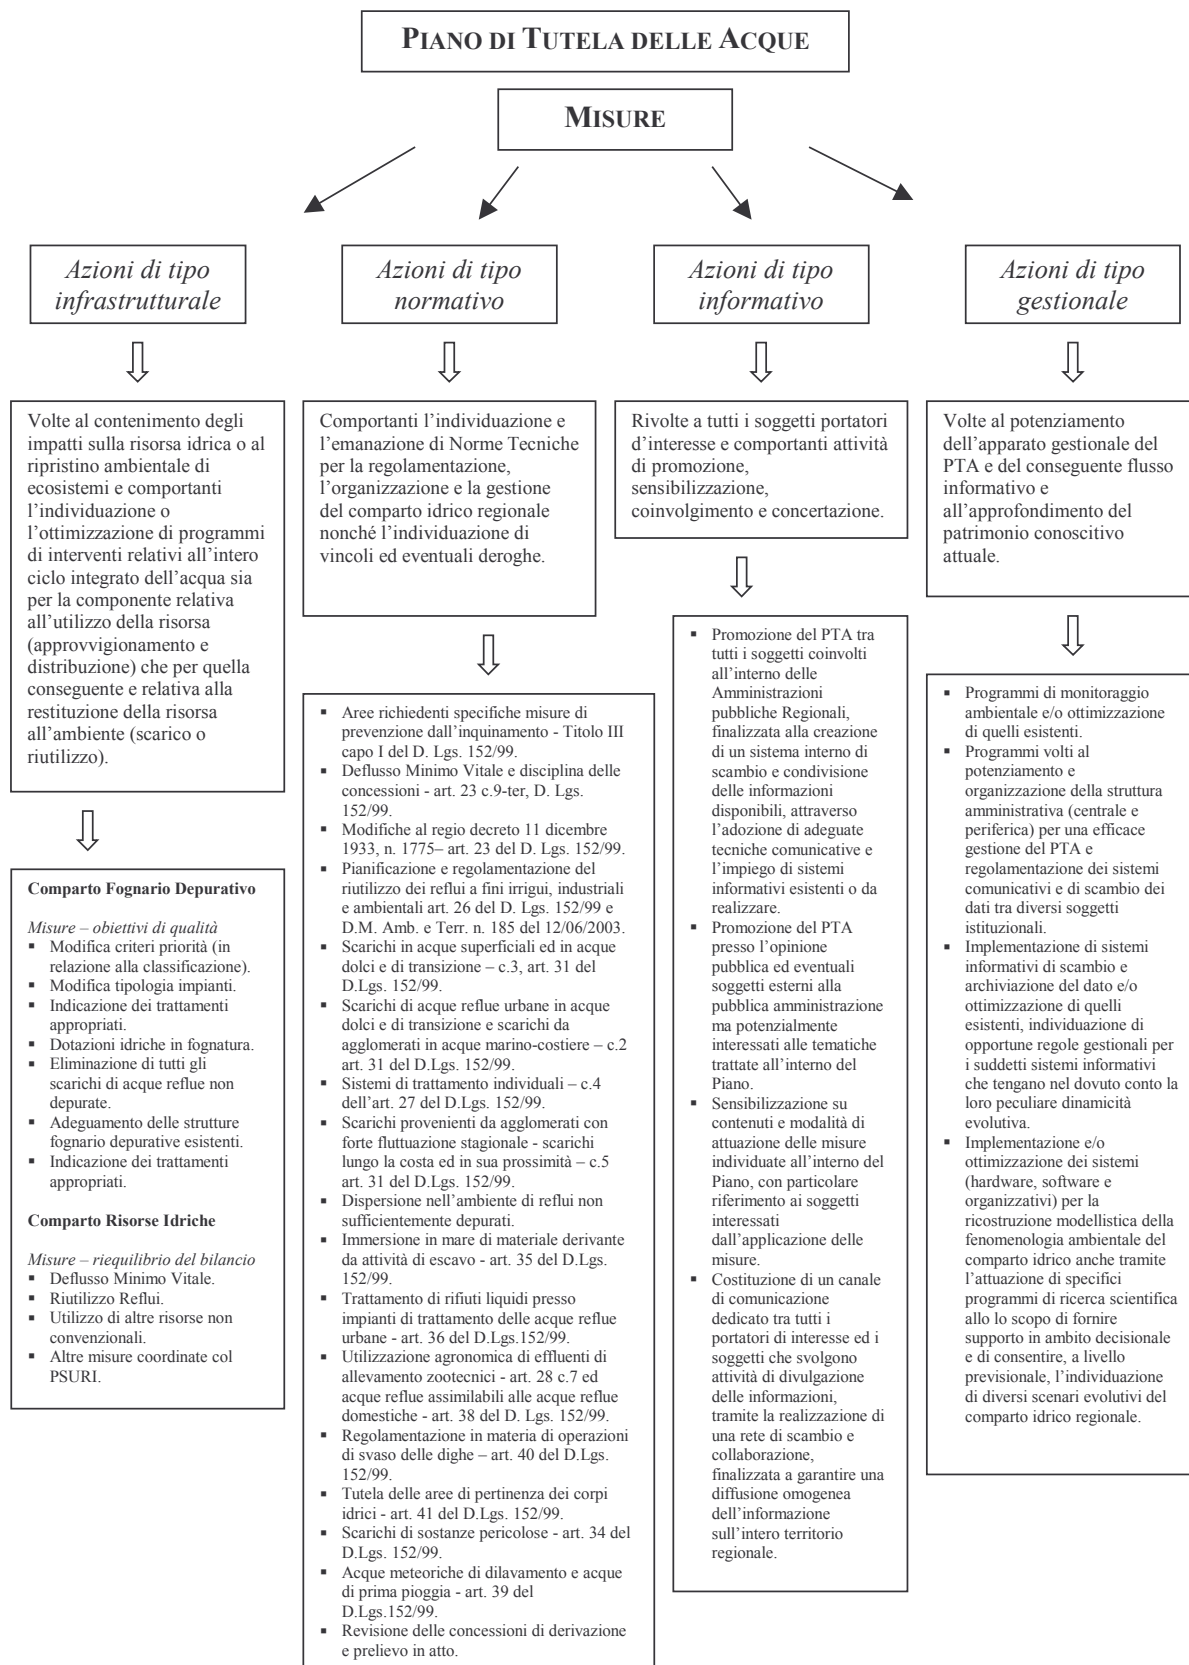 PIANO DI TUTELA DELLE ACQUE
MISURE
Azioni di tipo
infrastrutturale
Azioni di tipo
normativo
Azioni di tipo
informativo
Azioni di tipo
gestionale
Volte al contenimento degli
impatti sulla risorsa idrica o al
ripristino ambientale di
ecosistemi e comportanti
l’individuazione o
l’ottimizzazione di programmi
di interventi relativi all’intero
ciclo integrato dell’acqua sia
per la componente relativa
all’utilizzo della risorsa
(approvvigionamento e
distribuzione) che per quella
conseguente e relativa alla
restituzione della risorsa
all’ambiente (scarico o
riutilizzo).
Comparto Fognario Depurativo
Misure – obiettivi di qualità
▪ Modifica criteri priorità (in
relazione alla classificazione).
▪ Modifica tipologia impianti.
▪ Indicazione dei trattamenti
appropriati.
▪ Dotazioni idriche in fognatura.
▪ Eliminazione di tutti gli
scarichi di acque reflue non
depurate.
▪ Adeguamento delle strutture
fognario depurative esistenti.
▪ Indicazione dei trattamenti
appropriati.
Comparto Risorse Idriche
Misure – riequilibrio del bilancio
▪ Deflusso Minimo Vitale.
▪ Riutilizzo Reflui.
▪ Utilizzo di altre risorse non
convenzionali.
▪ Altre misure coordinate col
PSURI.
Comportanti l’individuazione e
l’emanazione di Norme Tecniche
per la regolamentazione,
l’organizzazione e la gestione
del comparto idrico regionale
nonché l’individuazione di
vincoli ed eventuali deroghe.
▪ Aree richiedenti specifiche misure di
prevenzione dall’inquinamento - Titolo III
capo I del D. Lgs. 152/99.
▪ Deflusso Minimo Vitale e disciplina delle
concessioni - art. 23 c.9-ter, D. Lgs.
152/99.
▪ Modifiche al regio decreto 11 dicembre
1933, n. 1775– art. 23 del D. Lgs. 152/99.
▪ Pianificazione e regolamentazione del
riutilizzo dei reflui a fini irrigui, industriali
e ambientali art. 26 del D. Lgs. 152/99 e
D.M. Amb. e Terr. n. 185 del 12/06/2003.
▪ Scarichi in acque superficiali ed in acque
dolci e di transizione – c.3, art. 31 del
D.Lgs. 152/99.
▪ Scarichi di acque reflue urbane in acque
dolci e di transizione e scarichi da
agglomerati in acque marino-costiere – c.2
art. 31 del D.Lgs. 152/99.
▪ Sistemi di trattamento individuali – c.4
dell’art. 27 del D.Lgs. 152/99.
▪ Scarichi provenienti da agglomerati con
forte fluttuazione stagionale - scarichi
lungo la costa ed in sua prossimità – c.5
art. 31 del D.Lgs. 152/99.
▪ Dispersione nell’ambiente di reflui non
sufficientemente depurati.
▪ Immersione in mare di materiale derivante
da attività di escavo - art. 35 del D.Lgs.
152/99.
▪ Trattamento di rifiuti liquidi presso
impianti di trattamento delle acque reflue
urbane - art. 36 del D.Lgs.152/99.
▪ Utilizzazione agronomica di effluenti di
allevamento zootecnici - art. 28 c.7 ed
acque reflue assimilabili alle acque reflue
domestiche - art. 38 del D. Lgs. 152/99.
▪ Regolamentazione in materia di operazioni
di svaso delle dighe – art. 40 del D.Lgs.
152/99.
▪ Tutela delle aree di pertinenza dei corpi
idrici - art. 41 del D.Lgs. 152/99.
▪ Scarichi di sostanze pericolose - art. 34 del
D.Lgs. 152/99.
▪ Acque meteoriche di dilavamento e acque
di prima pioggia - art. 39 del
D.Lgs.152/99.
▪ Revisione delle concessioni di derivazione
e prelievo in atto.
Rivolte a tutti i soggetti portatori
d’interesse e comportanti attività
di promozione,
sensibilizzazione,
coinvolgimento e concertazione.
▪ Promozione del PTA tra
tutti i soggetti coinvolti
all’interno delle
Amministrazioni
pubbliche Regionali,
finalizzata alla creazione
di un sistema interno di
scambio e condivisione
delle informazioni
disponibili, attraverso
l’adozione di adeguate
tecniche comunicative e
l’impiego di sistemi
informativi esistenti o da
realizzare.
▪ Promozione del PTA
presso l’opinione
pubblica ed eventuali
soggetti esterni alla
pubblica amministrazione
ma potenzialmente
interessati alle tematiche
trattate all’interno del
Piano.
▪ Sensibilizzazione su
contenuti e modalità di
attuazione delle misure
individuate all’interno del
Piano, con particolare
riferimento ai soggetti
interessati
dall’applicazione delle
misure.
▪ Costituzione di un canale
di comunicazione
dedicato tra tutti i
portatori di interesse ed i
soggetti che svolgono
attività di divulgazione
delle informazioni,
tramite la realizzazione di
una rete di scambio e
collaborazione,
finalizzata a garantire una
diffusione omogenea
dell’informazione
sull’intero territorio
regionale.
Volte al potenziamento
dell’apparato gestionale del
PTA e del conseguente flusso
informativo e
all’approfondimento del
patrimonio conoscitivo
attuale.
▪ Programmi di monitoraggio
ambientale e/o ottimizzazione
di quelli esistenti.
▪ Programmi volti al
potenziamento e
organizzazione della struttura
amministrativa (centrale e
periferica) per una efficace
gestione del PTA e
regolamentazione dei sistemi
comunicativi e di scambio dei
dati tra diversi soggetti
istituzionali.
▪ Implementazione di sistemi
informativi di scambio e
archiviazione del dato e/o
ottimizzazione di quelli
esistenti, individuazione di
opportune regole gestionali per
i suddetti sistemi informativi
che tengano nel dovuto conto la
loro peculiare dinamicità
evolutiva.
▪ Implementazione e/o
ottimizzazione dei sistemi
(hardware, software e
organizzativi) per la
ricostruzione modellistica della
fenomenologia ambientale del
comparto idrico anche tramite
l’attuazione di specifici
programmi di ricerca scientifica
allo lo scopo di fornire
supporto in ambito decisionale
e di consentire, a livello
previsionale, l’individuazione
di diversi scenari evolutivi del
comparto idrico regionale.